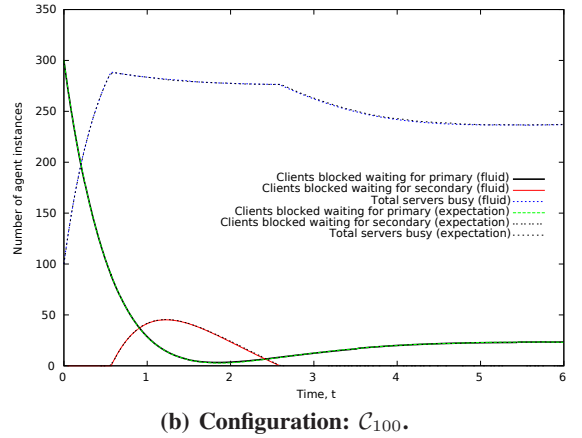 350
300
250
200
150
100
50
0
Number of agent instances
Clients blocked waiting for primary (fluid)
Clients blocked waiting for secondary (fluid)
Total servers busy (fluid)
Clients blocked waiting for primary (expectation)
Clients blocked waiting for secondary (expectation)
Total servers busy (expectation)
0 1 2 3 4 5 6
Time, t
(b) Configuration: 𝒞₁₀₀.